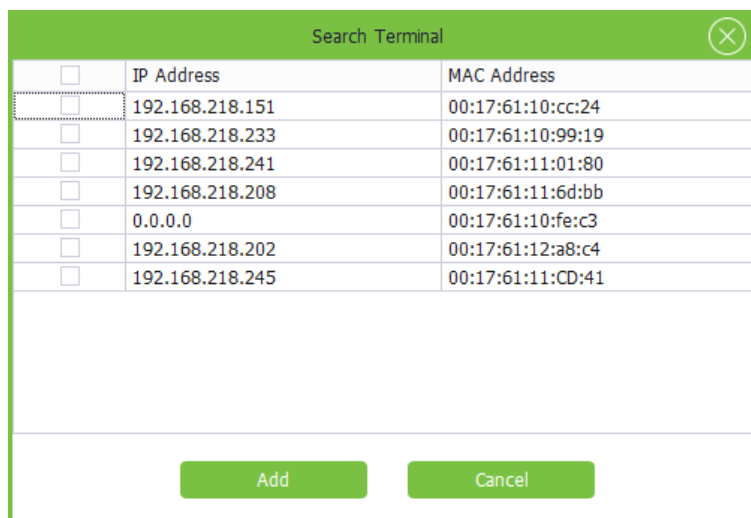 Search Terminal
IP Address MAC Address
192.168.218.151 00:17:61:10:cc:24
192.168.218.233 00:17:61:10:99:19
192.168.218.241 00:17:61:11:01:80
192.168.218.208 00:17:61:11:6d:bb
0.0.0.0 00:17:61:10:fe:c3
192.168.218.202 00:17:61:12:a8:c4
192.168.218.245 00:17:61:11:CD:41
Add Cancel